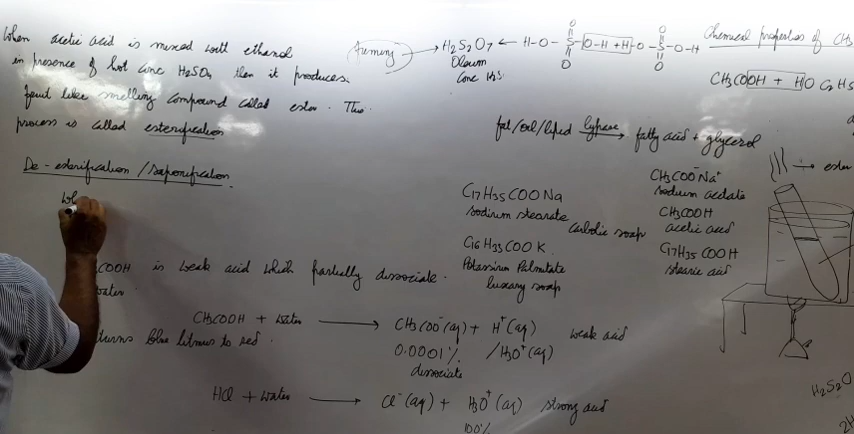 When acetic acid is mixed with ethanol
in presence of hot conc H₂SO₄ then it produces
fruit like smelling compound called ester. This
process is called esterification
De-esterification/saponification
Wh
fuming → H₂S₂O₇ ← H-O-S-O-H + H-O-S-O-H
O O
O O
Oleum
Conc
Chemical properties of CH₃
CH₃COOH + HO C₂H₅
fat/oil/lipid lypase → fatty acid + glycerol
→ ester
C₁₇H₃₅COONa
sodium stearate
carbolic soap
C₁₆H₃₃COOK
Potassium Palmitate
luxury soap
CH₃COO⁻Na⁺
sodium acetate
CH₃COOH
acetic acid
C₁₇H₃₅COOH
stearic acid
COOH is weak acid which partially dissociate.
water
CH₃COOH + water → CH₃COO⁻(aq) + H⁺(aq) weak acid
turns blue litmus to red.
0.0001% /H₃O⁺(aq)
dissociate
HCl + water → Cl⁻(aq) + H₃O⁺(aq) strong acid
100%
H₂S₂O
2H